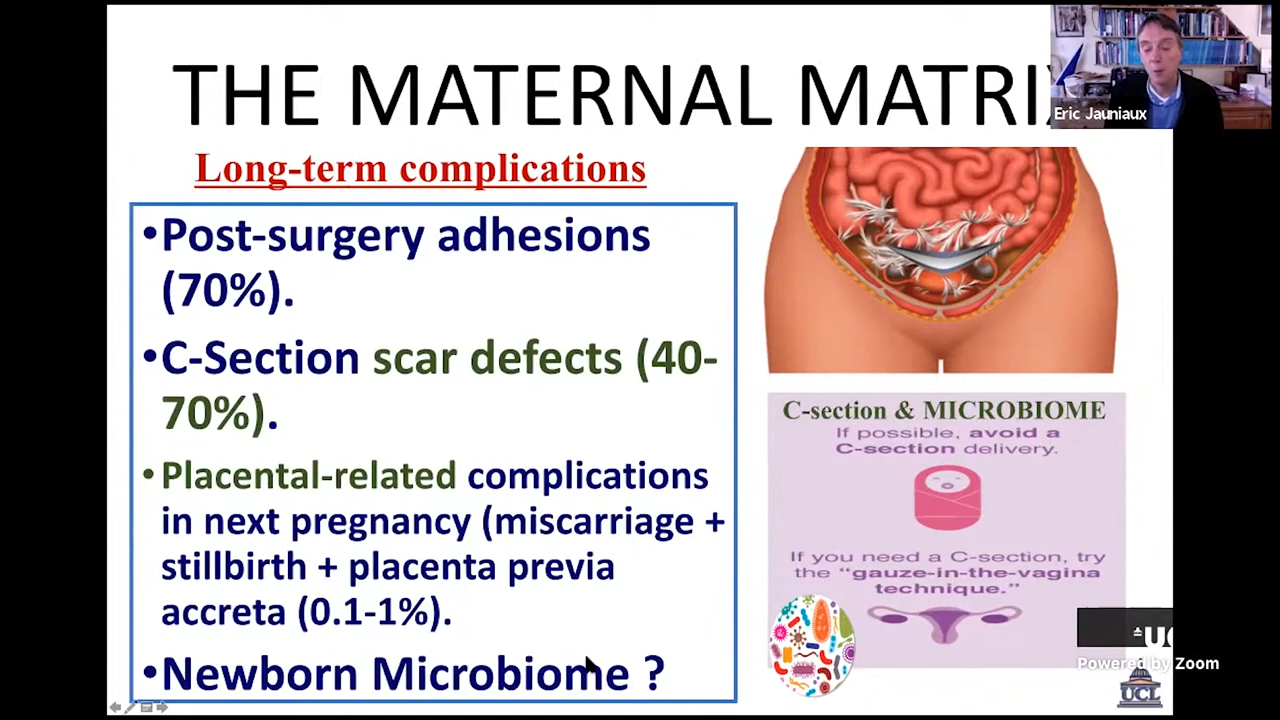 THE MATERNAL MATRIX
Eric Jauniaux
Long-term complications
•Post-surgery adhesions
(70%).
•C-Section scar defects (40-
70%).
•Placental-related complications
in next pregnancy (miscarriage +
stillbirth + placenta previa
accreta (0.1-1%).
•Newborn Microbiome ?
C-section & MICROBIOME
If possible, avoid a
C-section delivery.
If you need a C-section, try
the “gauze-in-the-vagina
technique.”
Powered by Zoom
UCL